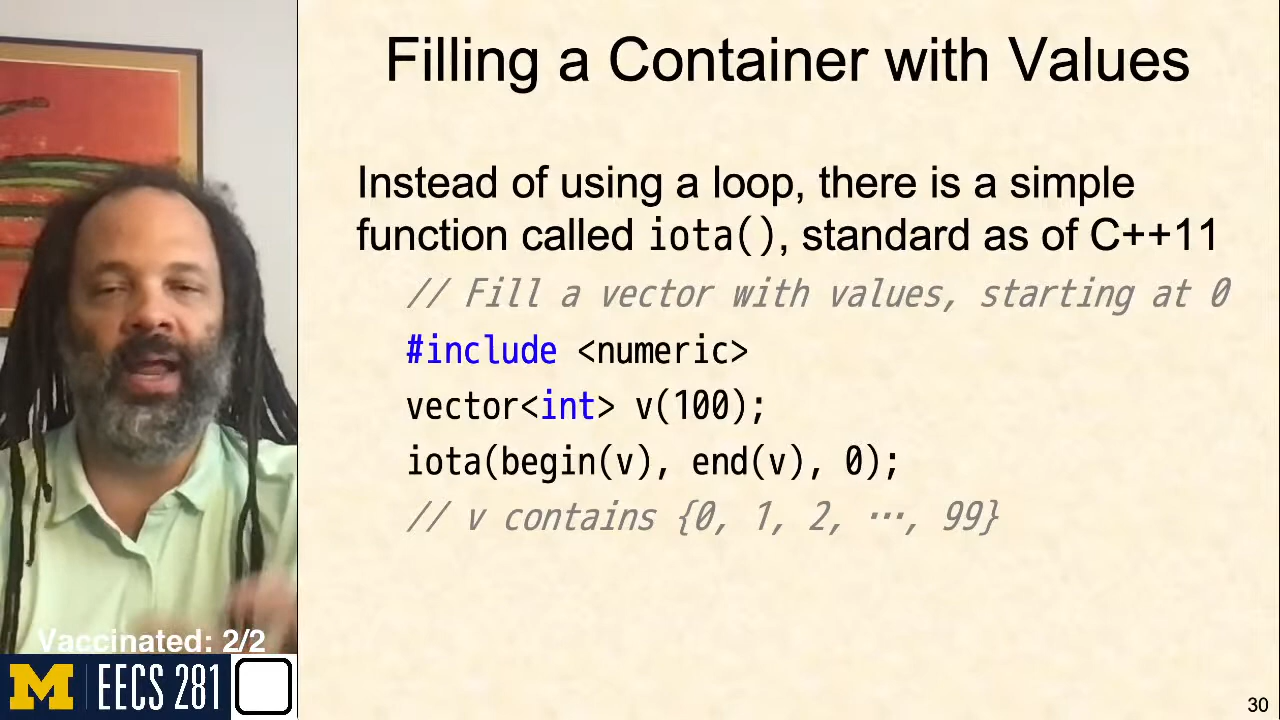 Filling a Container with Values
Instead of using a loop, there is a simple
function called iota(), standard as of C++11
// Fill a vector with values, starting at 0
#include <numeric>
vector<int> v(100);
iota(begin(v), end(v), 0);
// v contains {0, 1, 2, ⋯, 99}
Vaccinated: 2/2
M EECS 281
30